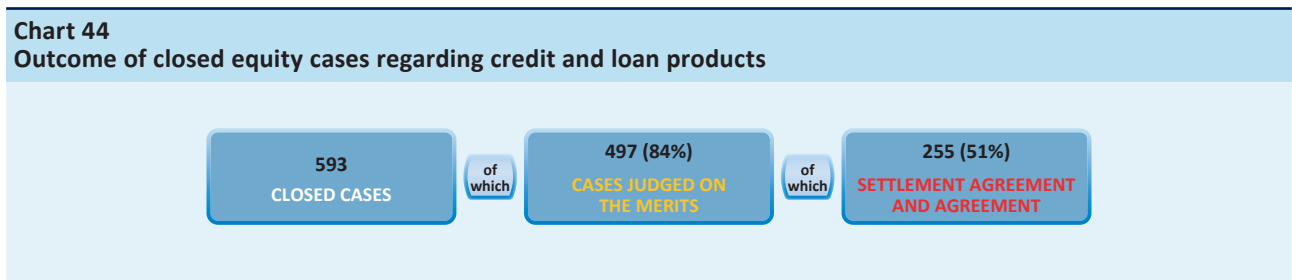 Chart 44
Outcome of closed equity cases regarding credit and loan products
593
CLOSED CASES
of
which
497 (84%)
CASES JUDGED ON
THE MERITS
of
which
255 (51%)
SETTLEMENT AGREEMENT
AND AGREEMENT